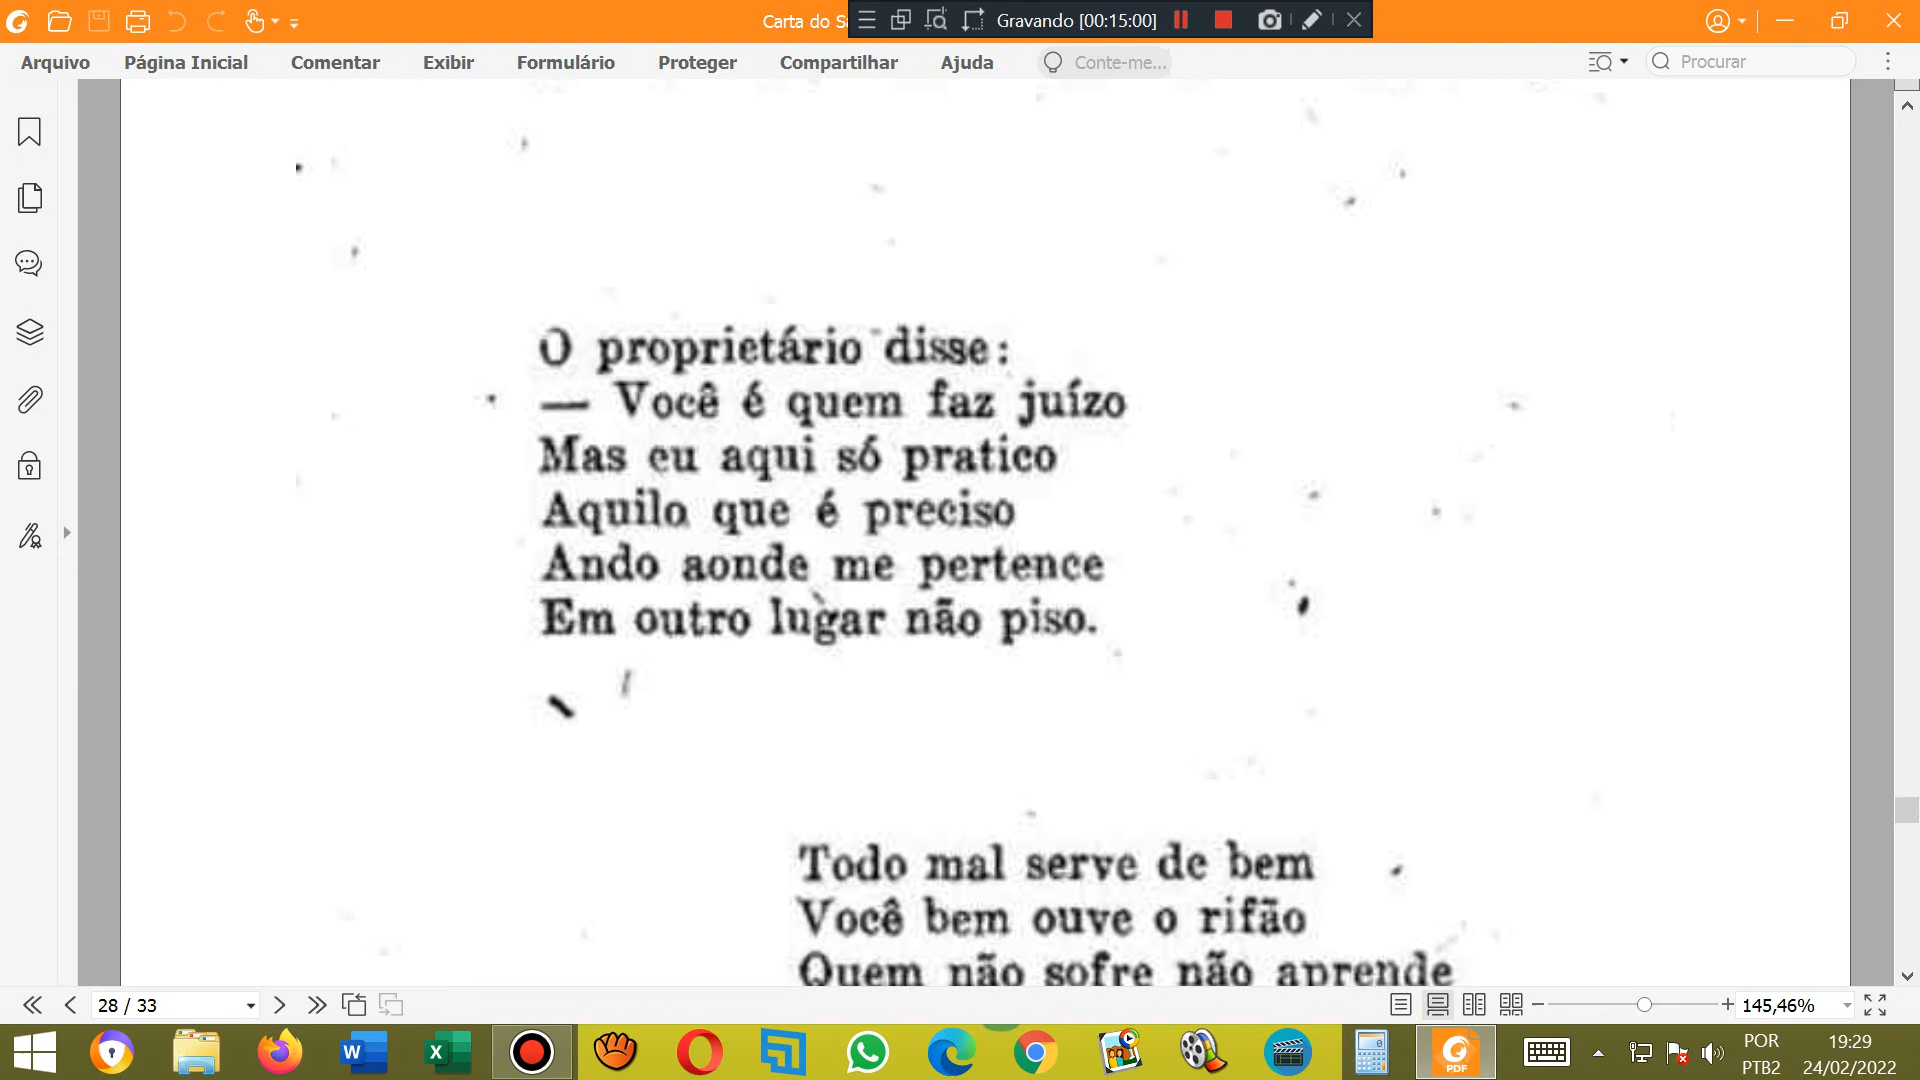 Carta do Sa
Gravando [00:15:00]
Arquivo
Página Inicial
Comentar
Exibir
Formulário
Proteger
Compartilhar
Ajuda
Conte-me...
Procurar
O proprietário disse:
— Você é quem faz juízo
Mas eu aqui só pratico
Aquilo que é preciso
Ando aonde me pertence
Em outro lugar não piso.
Todo mal serve de bem
Você bem ouve o rifão
Quem não sofre não aprende
28 / 33
145,46%
POR
PTB2
19:29
24/02/2022
PDF